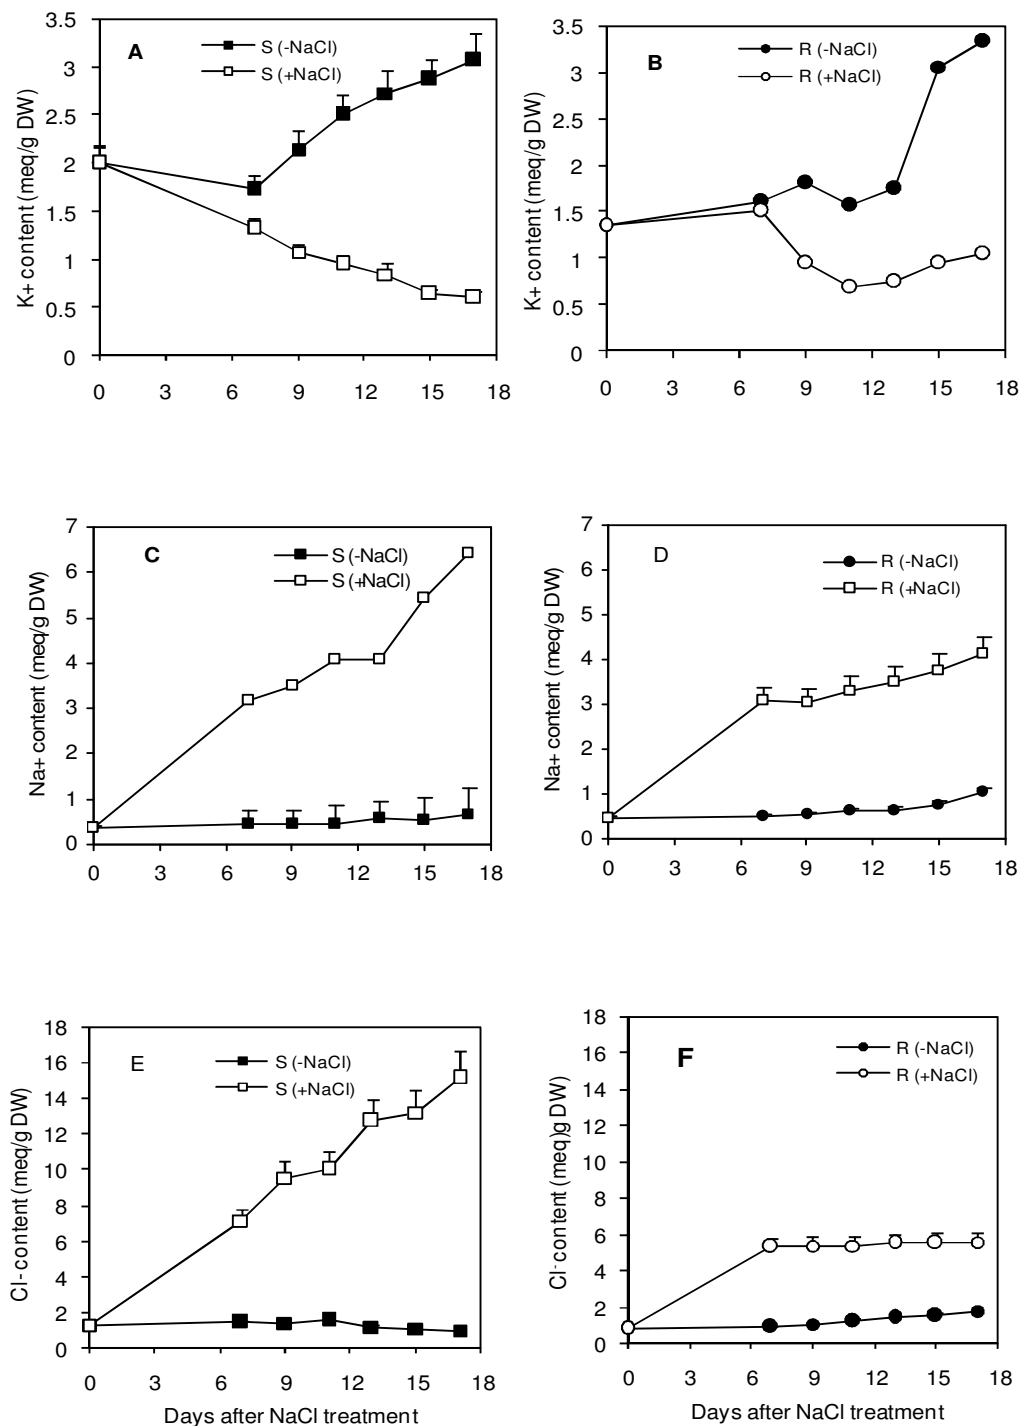 A
S (-NaCl)
S (+NaCl)
K+ content (meq/g DW)
3.5
3
2.5
2
1.5
1
0.5
0
0 3 6 9 12 15 18
B
R (-NaCl)
R (+NaCl)
K+ content (meq/g DW)
3.5
3
2.5
2
1.5
1
0.5
0
0 3 6 9 12 15 18
C
S (-NaCl)
S (+NaCl)
Na+ content (meq/g DW)
7
6
5
4
3
2
1
0
0 3 6 9 12 15 18
D
R (-NaCl)
R (+NaCl)
Na+ content (meq/g DW)
7
6
5
4
3
2
1
0
0 3 6 9 12 15 18
E
S (-NaCl)
S (+NaCl)
Cl- content (meq/g DW)
18
16
14
12
10
8
6
4
2
0
0 3 6 9 12 15 18
Days after NaCl treatment
F
R (-NaCl)
R (+NaCl)
Cl- content (meq)g DW)
18
16
14
12
10
8
6
4
2
0
0 3 6 9 12 15 18
Days after NaCl treatment